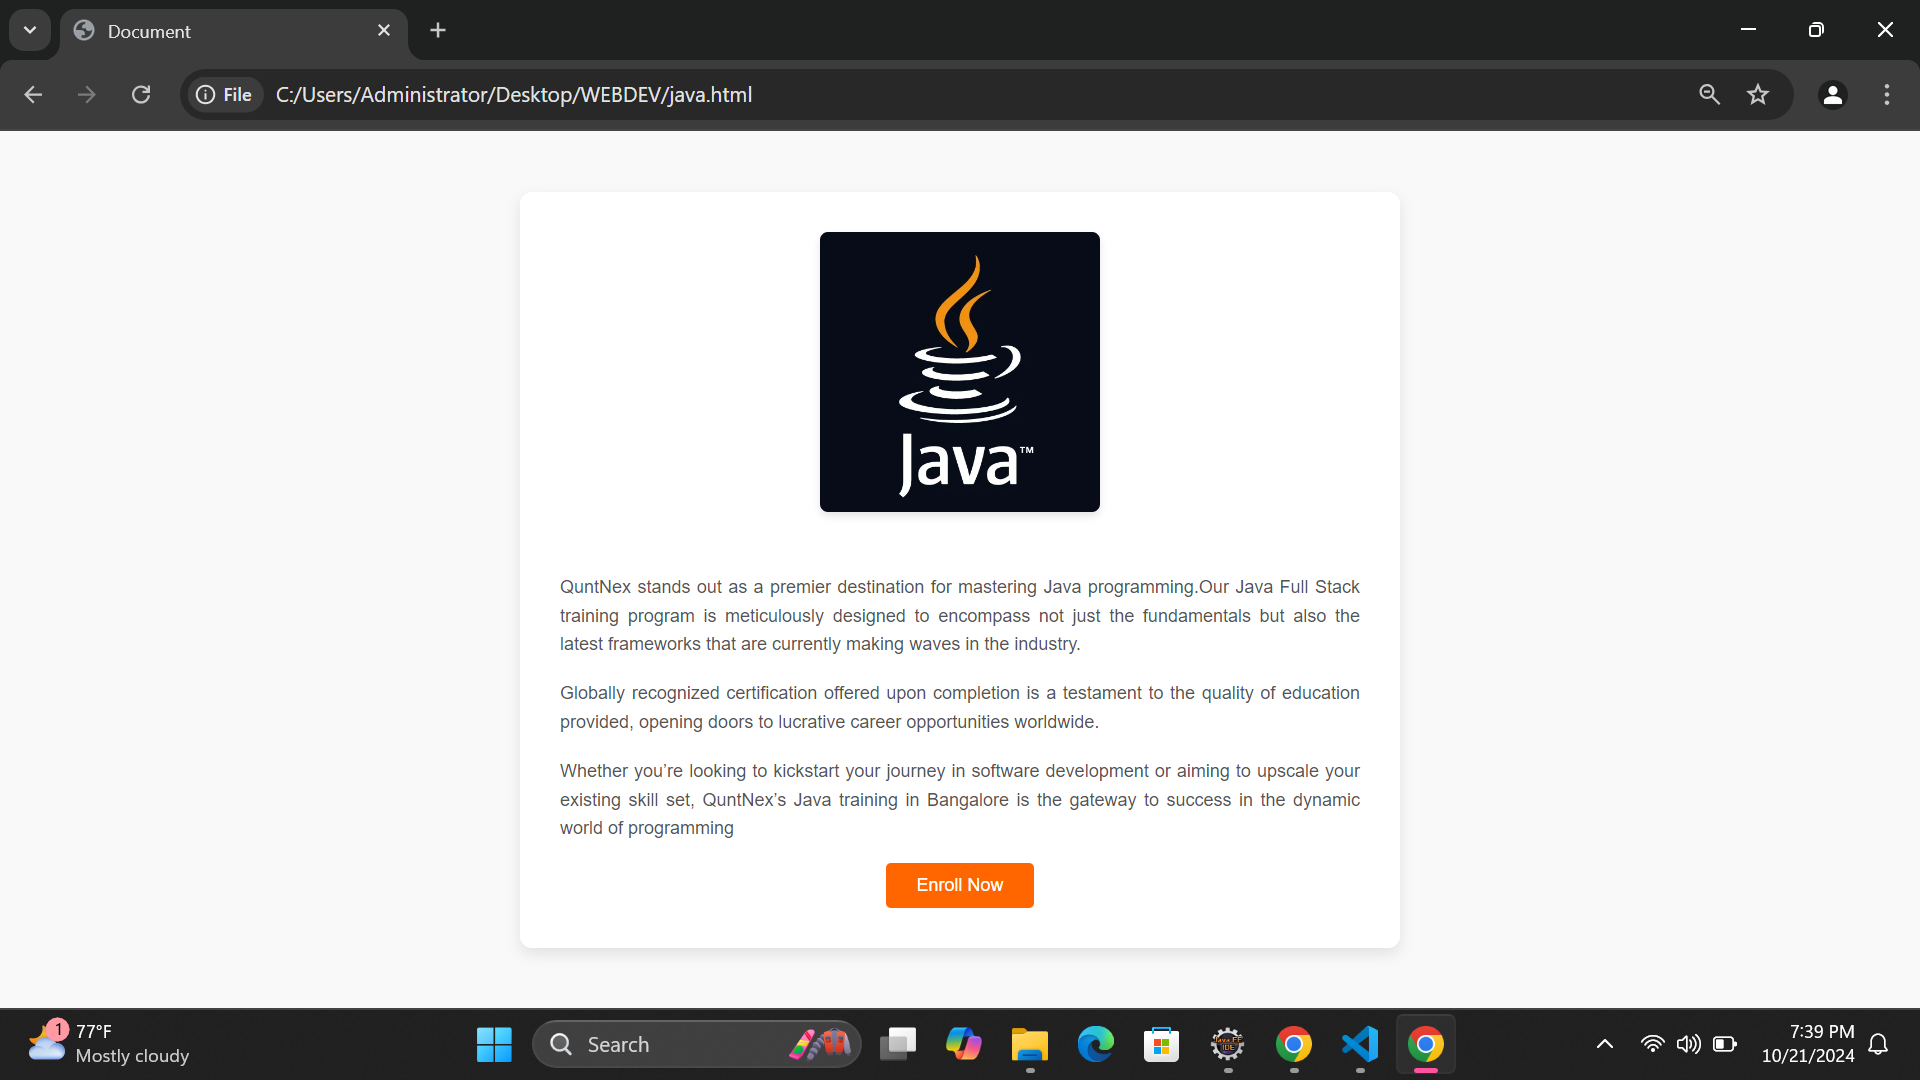 Document
File
C:/Users/Administrator/Desktop/WEBDEV/java.html
Java™
QuntNex stands out as a premier destination for mastering Java programming.Our Java Full Stack
training program is meticulously designed to encompass not just the fundamentals but also the
latest frameworks that are currently making waves in the industry.
Globally recognized certification offered upon completion is a testament to the quality of education
provided, opening doors to lucrative career opportunities worldwide.
Whether you’re looking to kickstart your journey in software development or aiming to upscale your
existing skill set, QuntNex’s Java training in Bangalore is the gateway to success in the dynamic
world of programming
Enroll Now
1
77°F
Mostly cloudy
Search
Java EE
IDE
7:39 PM
10/21/2024